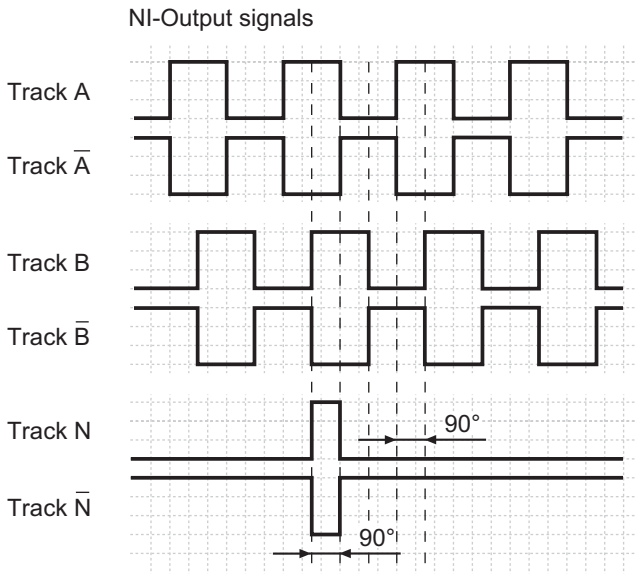 NI-Output signals
Track A
Track A̅
Track B
Track B̅
Track N
90°
Track N̅
90°